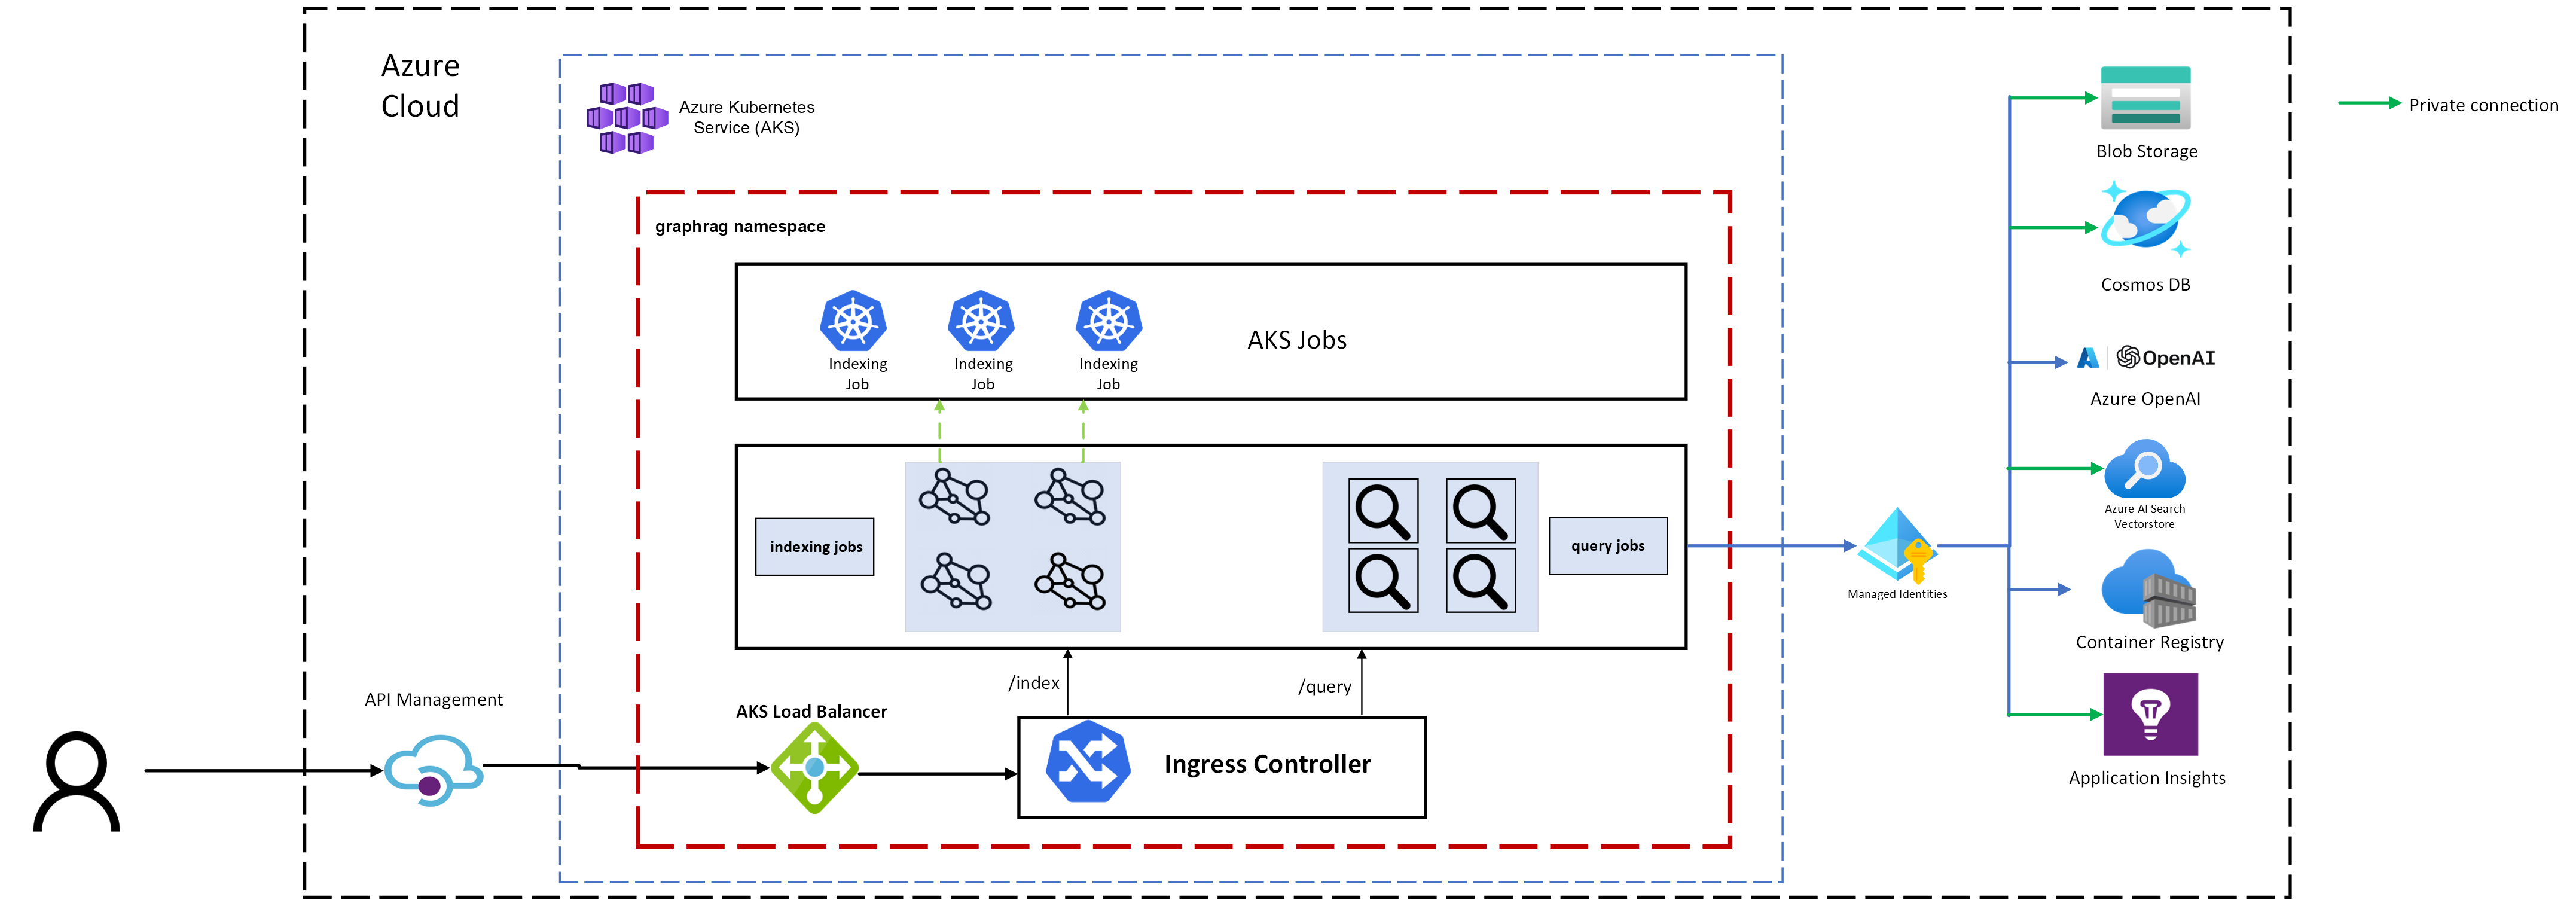 Azure
Cloud
Azure Kubernetes
Service (AKS)
graphrag namespace
Indexing
Job
Indexing
Job
Indexing
Job
AKS Jobs
indexing jobs
query jobs
/index
/query
AKS Load Balancer
Ingress Controller
API Management
Managed Identities
Blob Storage
Cosmos DB
OpenAI
Azure OpenAI
Azure AI Search
Vectorstore
Container Registry
Application Insights
Private connection